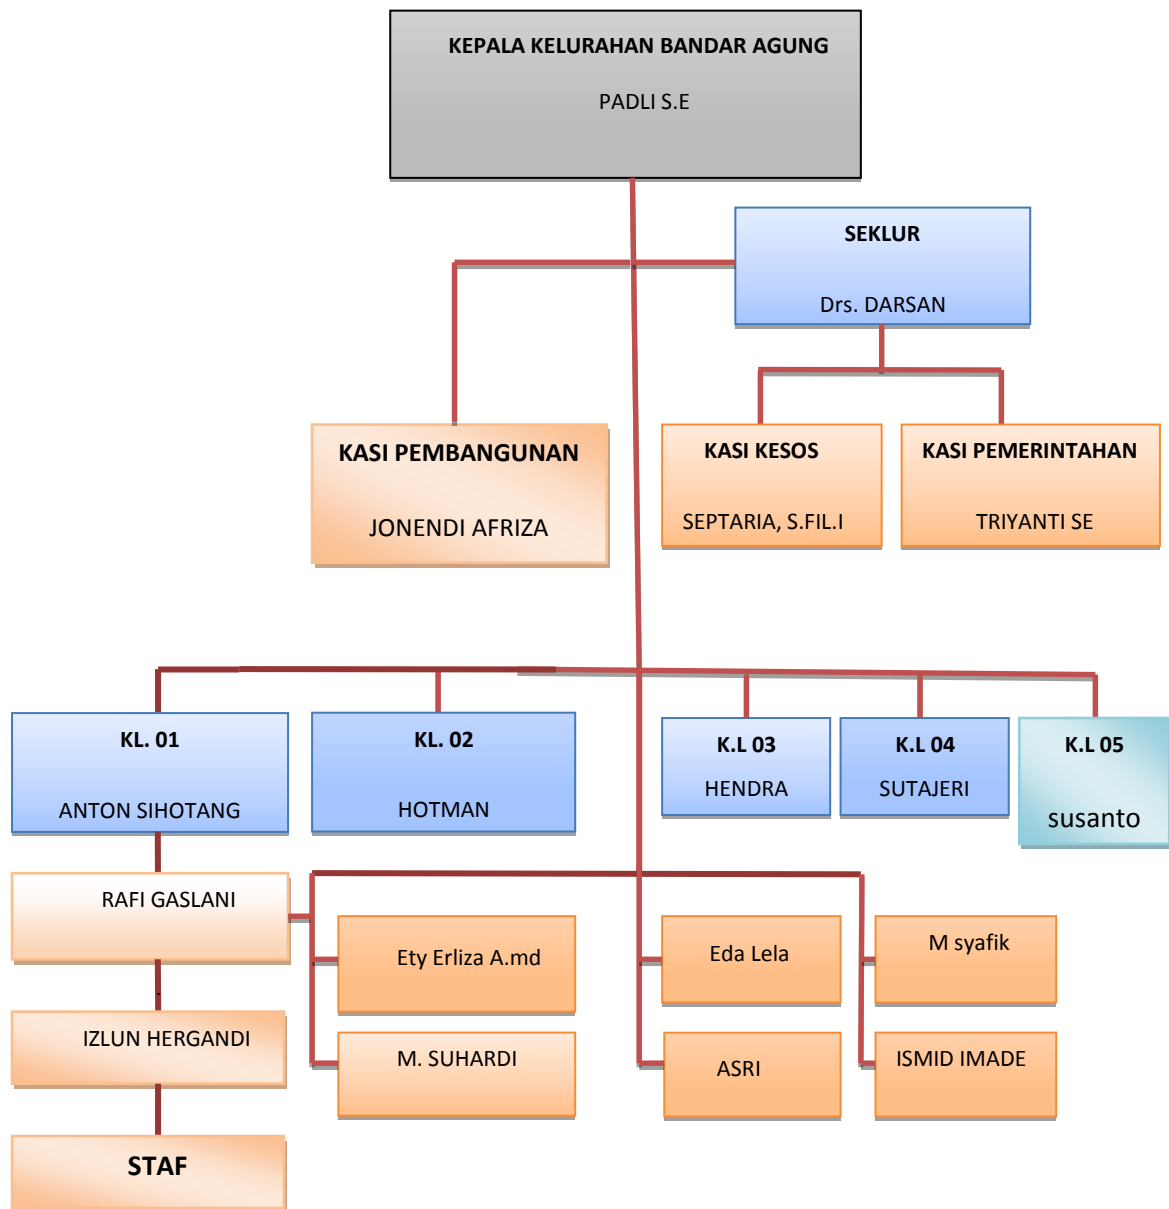 KEPALA KELURAHAN BANDAR AGUNG
PADLI S.E
SEKLUR
Drs. DARSAN
KASI PEMBANGUNAN
JONENDI AFRIZA
KASI KESOS
SEPTARIA, S.FIL.I
KASI PEMERINTAHAN
TRIYANTI SE
KL. 01
ANTON SIHOTANG
KL. 02
HOTMAN
K.L 03
HENDRA
K.L 04
SUTAJERI
K.L 05
susanto
RAFI GASLANI
Ety Erliza A.md
Eda Lela
M syafik
IZLUN HERGANDI
M. SUHARDI
ASRI
ISMID IMADE
STAF